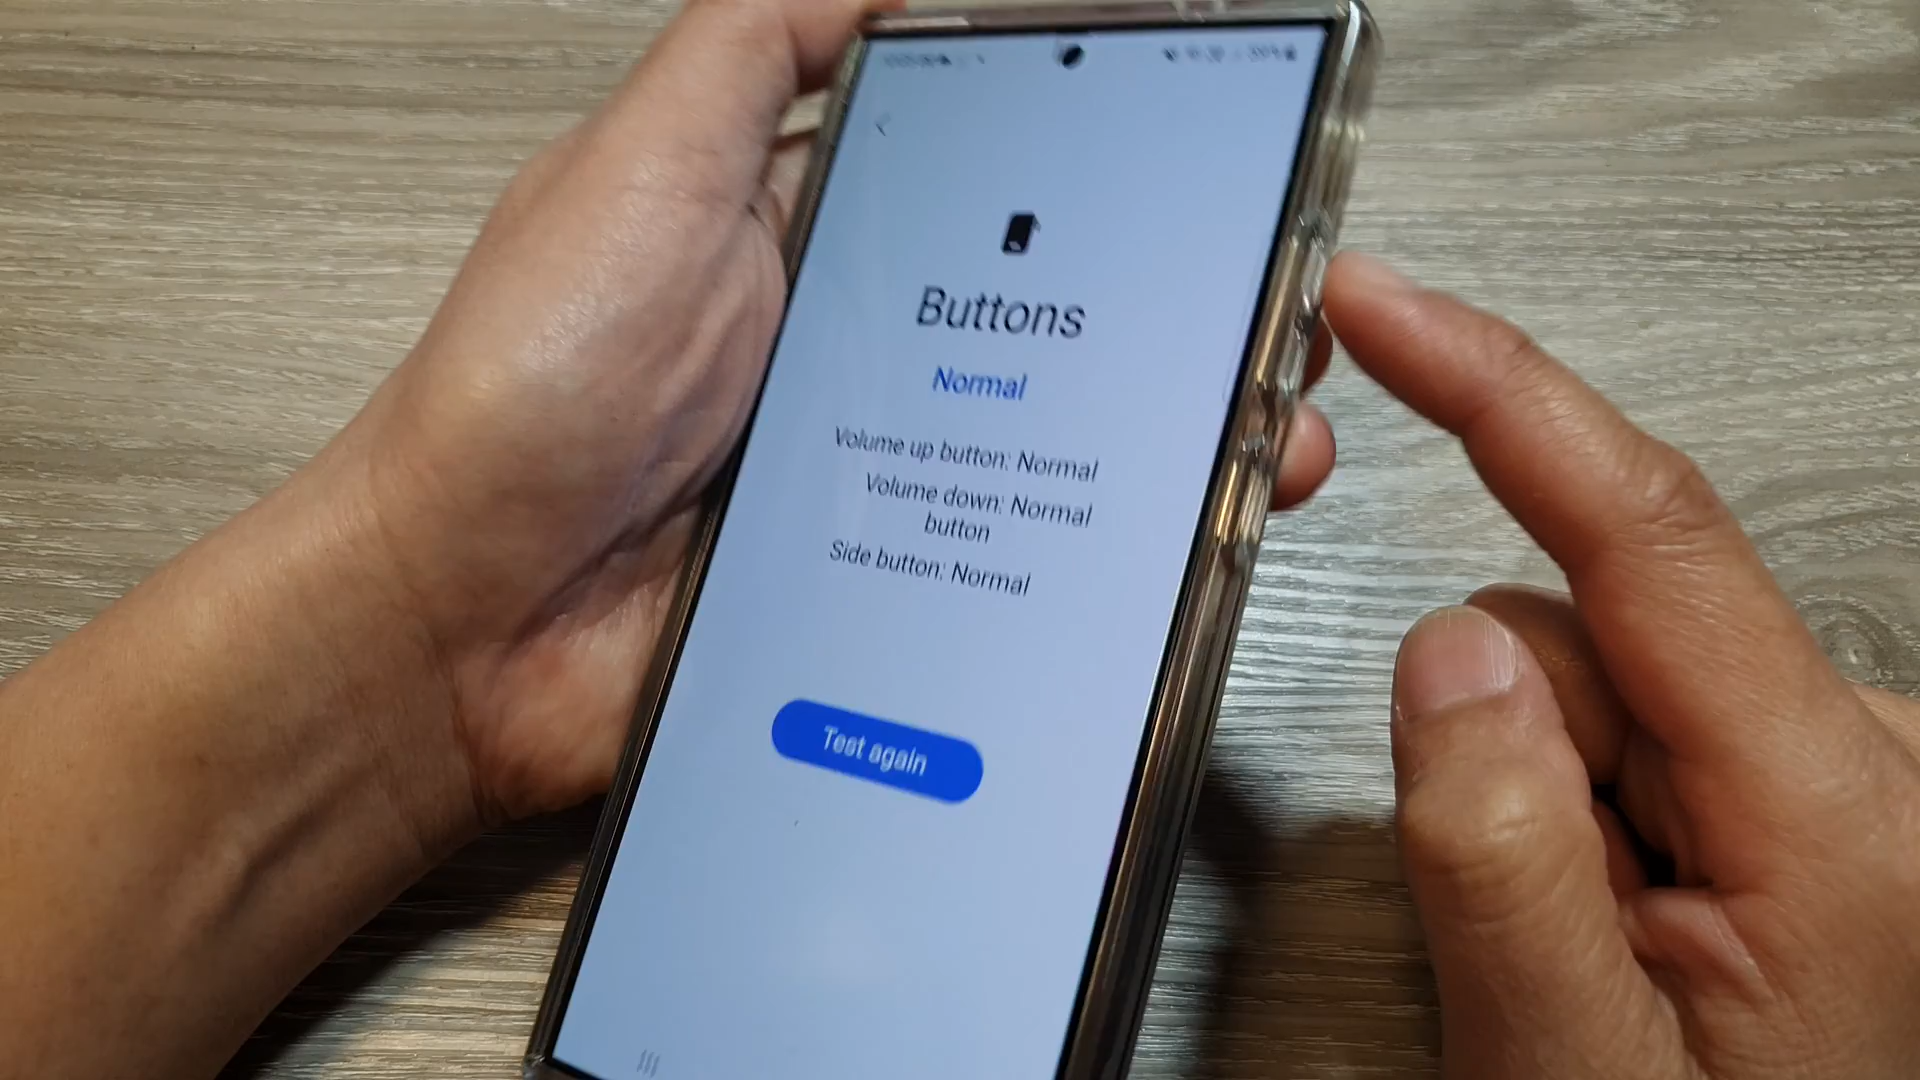 Buttons
Normal
Volume up button: Normal
Volume down: Normal
button
Side button: Normal
Test again